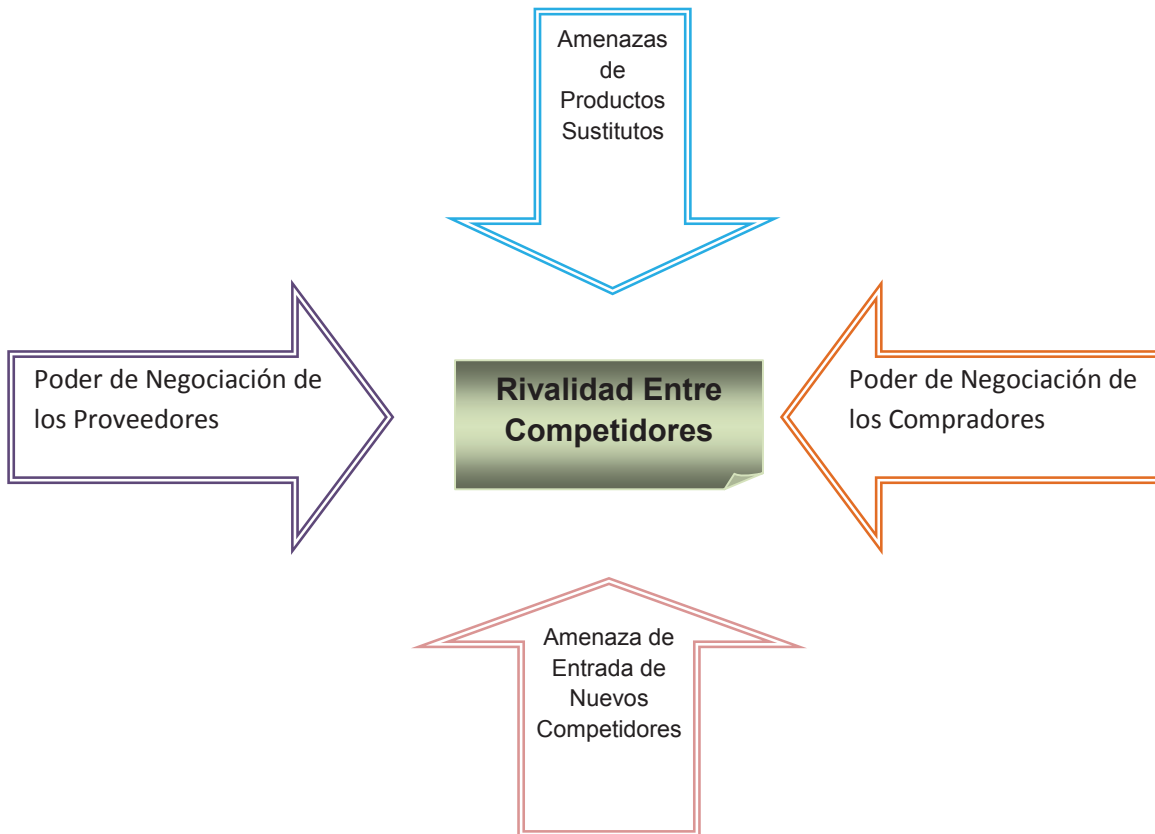 Amenazas
de
Productos
Sustitutos
Poder de Negociación de
los Proveedores
Rivalidad Entre
Competidores
Poder de Negociación de
los Compradores
Amenaza de
Entrada de
Nuevos
Competidores